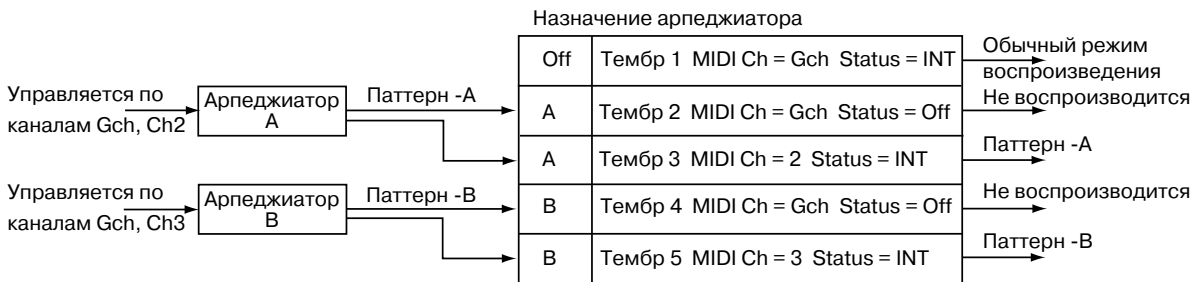 Назначение арпеджиатора
Off Тембр 1 MIDI Ch = Gch Status = INT
Обычный режим
воспроизведения
Управляется по
каналам Gch, Ch2
Арпеджиатор
A
Паттерн -A
A Тембр 2 MIDI Ch = Gch Status = Off
Не воспроизводится
A Тембр 3 MIDI Ch = 2 Status = INT
Паттерн -A
Управляется по
каналам Gch, Ch3
Арпеджиатор
B
Паттерн -B
B Тембр 4 MIDI Ch = Gch Status = Off
Не воспроизводится
B Тембр 5 MIDI Ch = 3 Status = INT
Паттерн -B